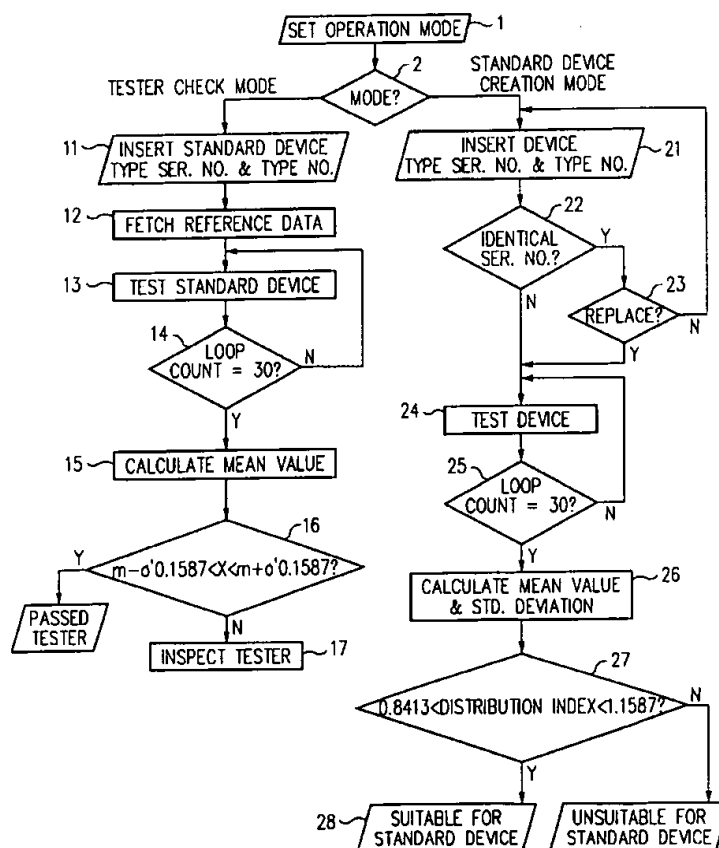 1
SET OPERATION MODE
2
MODE?
TESTER CHECK MODE
STANDARD DEVICE
CREATION MODE
11
INSERT STANDARD DEVICE
TYPE SER. NO. & TYPE NO.
12
FETCH REFERENCE DATA
13
TEST STANDARD DEVICE
14
LOOP
COUNT = 30?
N
Y
15
CALCULATE MEAN VALUE
16
m-σ'0.1587<X<m+σ'0.1587?
Y
N
PASSED
TESTER
INSPECT TESTER
17
INSERT DEVICE
TYPE SER. NO. & TYPE NO.
21
22
IDENTICAL
SER. NO.?
Y
N
23
REPLACE?
N
Y
24
TEST DEVICE
25
LOOP
COUNT = 30?
N
Y
CALCULATE MEAN VALUE
& STD. DEVIATION
26
27
0.8413<DISTRIBUTION INDEX<1.1587?
N
Y
28
SUITABLE FOR
STANDARD DEVICE
UNSUITABLE FOR
STANDARD DEVICE